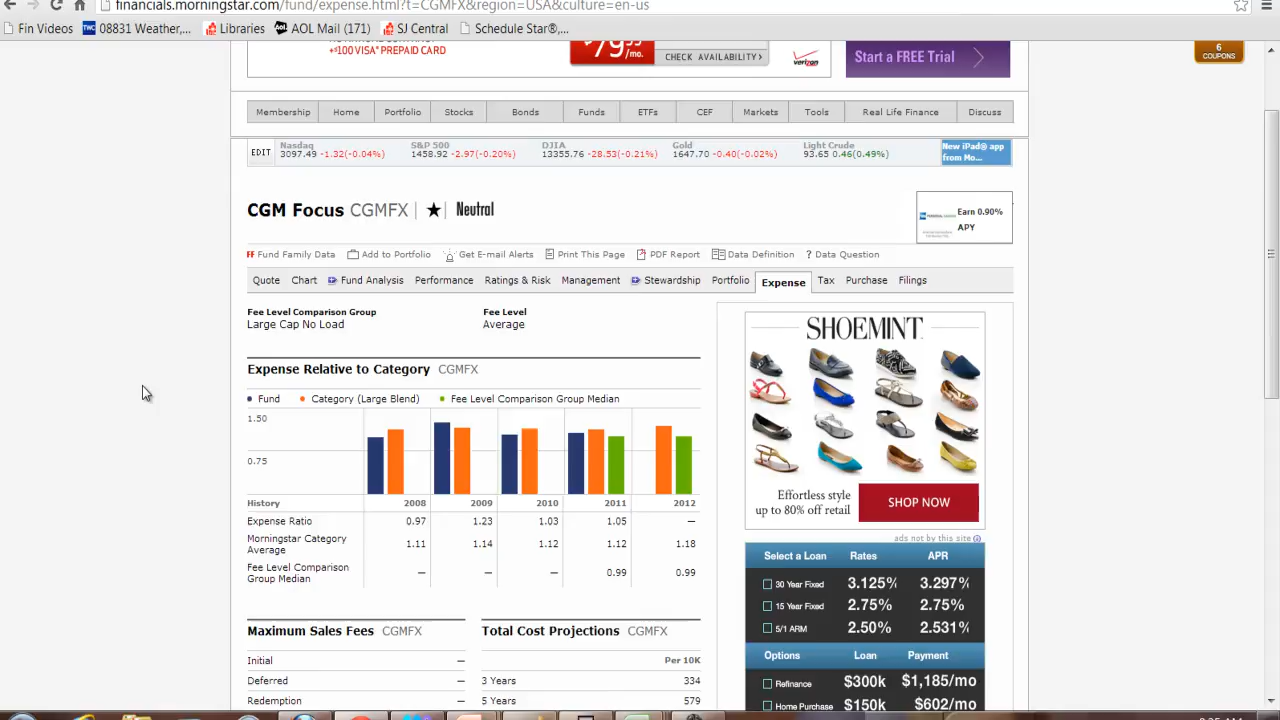 financials.morningstar.com/fund/expense.html?t=CGMFX&region=USA&culture=en-us
Fin Videos 08831 Weather,... AOL Mail (171) Libraries SJ Central Schedule Star®,...
+$100 VISA® PREPAID CARD
$79.99/mo.
CHECK AVAILABILITY
verizon
Start a FREE Trial
6
COUPONS
Membership Home Portfolio Stocks Bonds Funds ETFs CEF Markets Tools Real Life Finance Discuss
EDIT
Nasdaq S&P 500 DJIA Gold Light Crude
3097.49 -1.32(-0.04%) 1458.92 -2.97(-0.20%) 13355.76 -28.53(-0.21%) 1647.70 -0.40(-0.02%) 93.65 0.46(0.49%)
New iPad® app
from Mo...
CGM Focus CGMFX ★ Neutral
Earn 0.90%
APY
Fund Family Data Add to Portfolio Get E-mail Alerts Print This Page PDF Report Data Definition ? Data Question
Quote Chart Fund Analysis Performance Ratings & Risk Management Stewardship Portfolio Expense Tax Purchase Filings
Fee Level Comparison Group Fee Level
Large Cap No Load Average
Expense Relative to Category CGMFX
Fund Category (Large Blend) Fee Level Comparison Group Median
1.50
0.75
History 2008 2009 2010 2011 2012
Expense Ratio 0.97 1.23 1.03 1.05 —
Morningstar Category
Average 1.11 1.14 1.12 1.12 1.18
Fee Level Comparison
Group Median — — — 0.99 0.99
Maximum Sales Fees CGMFX
Initial —
Deferred —
Redemption —
Total Cost Projections CGMFX
Per 10K
3 Years 334
5 Years 579
SHOEMINT.
Effortless style
up to 80% off retail
SHOP NOW
ads not by this site
Select a Loan Rates APR
30 Year Fixed 3.125% 3.297%
15 Year Fixed 2.75% 2.75%
5/1 ARM 2.50% 2.531%
Options Loan Payment
Refinance $300k $1,185/mo
Home Purchase $150k $602/mo